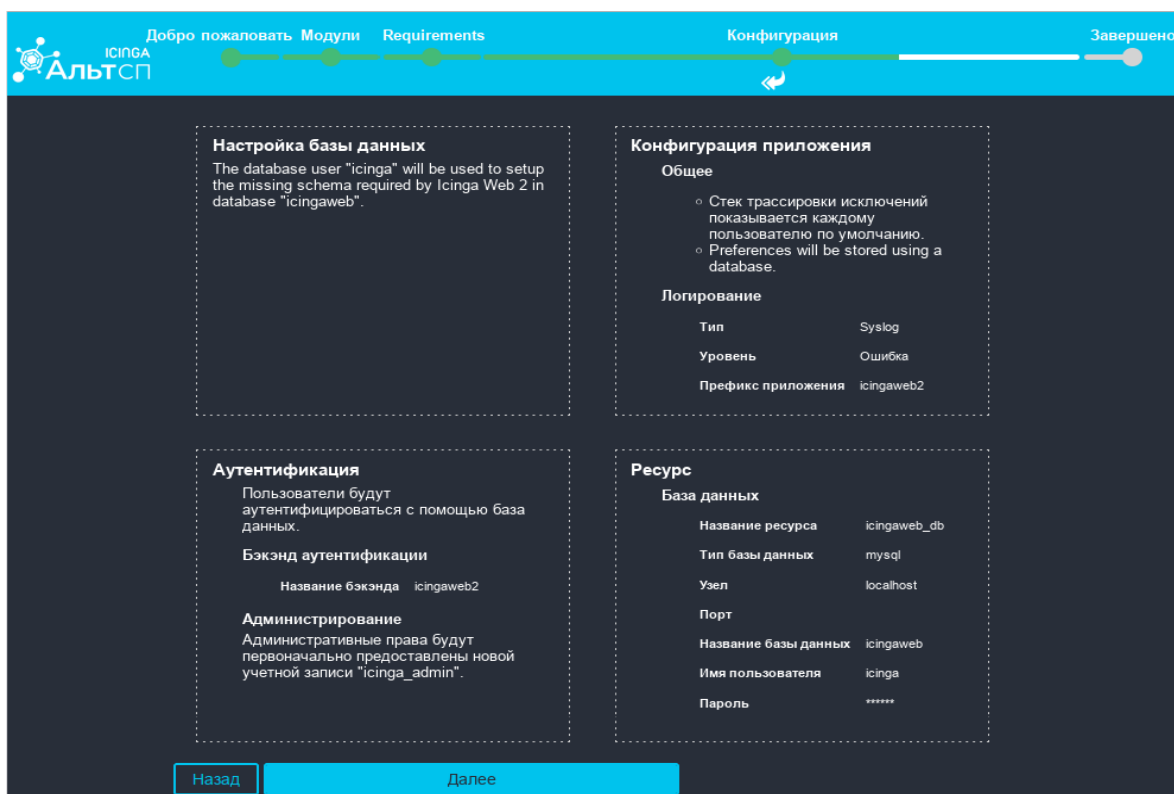 Добро пожаловать Модули Requirements Конфигурация Завершено
ICINGA
Альт СП
Настройка базы данных
The database user "icinga" will be used to setup
the missing schema required by Icinga Web 2 in
database "icingaweb".
Конфигурация приложения
Общее
Стек трассировки исключений
показывается каждому
пользователю по умолчанию.
Preferences will be stored using a
database.
Логирование
Тип Syslog
Уровень Ошибка
Префикс приложения icingaweb2
Аутентификация
Пользователи будут
аутентифицироваться с помощью база
данных.
Бэкэнд аутентификации
Название бэкэнда icingaweb2
Администрирование
Административные права будут
первоначально предоставлены новой
учетной записи "icinga_admin".
Ресурс
База данных
Название ресурса icingaweb_db
Тип базы данных mysql
Узел localhost
Порт
Название базы данных icingaweb
Имя пользователя icinga
Пароль ******
Назад Далее